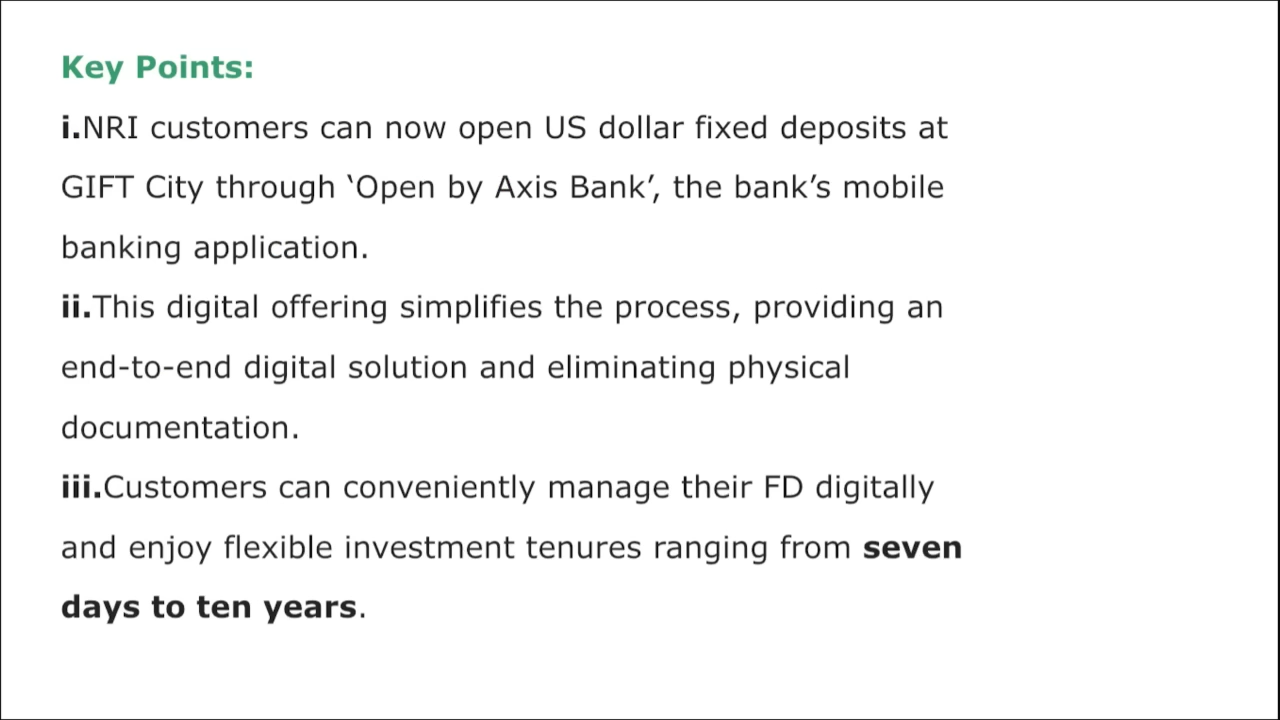 Key Points:
i.NRI customers can now open US dollar fixed deposits at
GIFT City through ‘Open by Axis Bank’, the bank’s mobile
banking application.
ii.This digital offering simplifies the process, providing an
end-to-end digital solution and eliminating physical
documentation.
iii.Customers can conveniently manage their FD digitally
and enjoy flexible investment tenures ranging from seven
days to ten years.